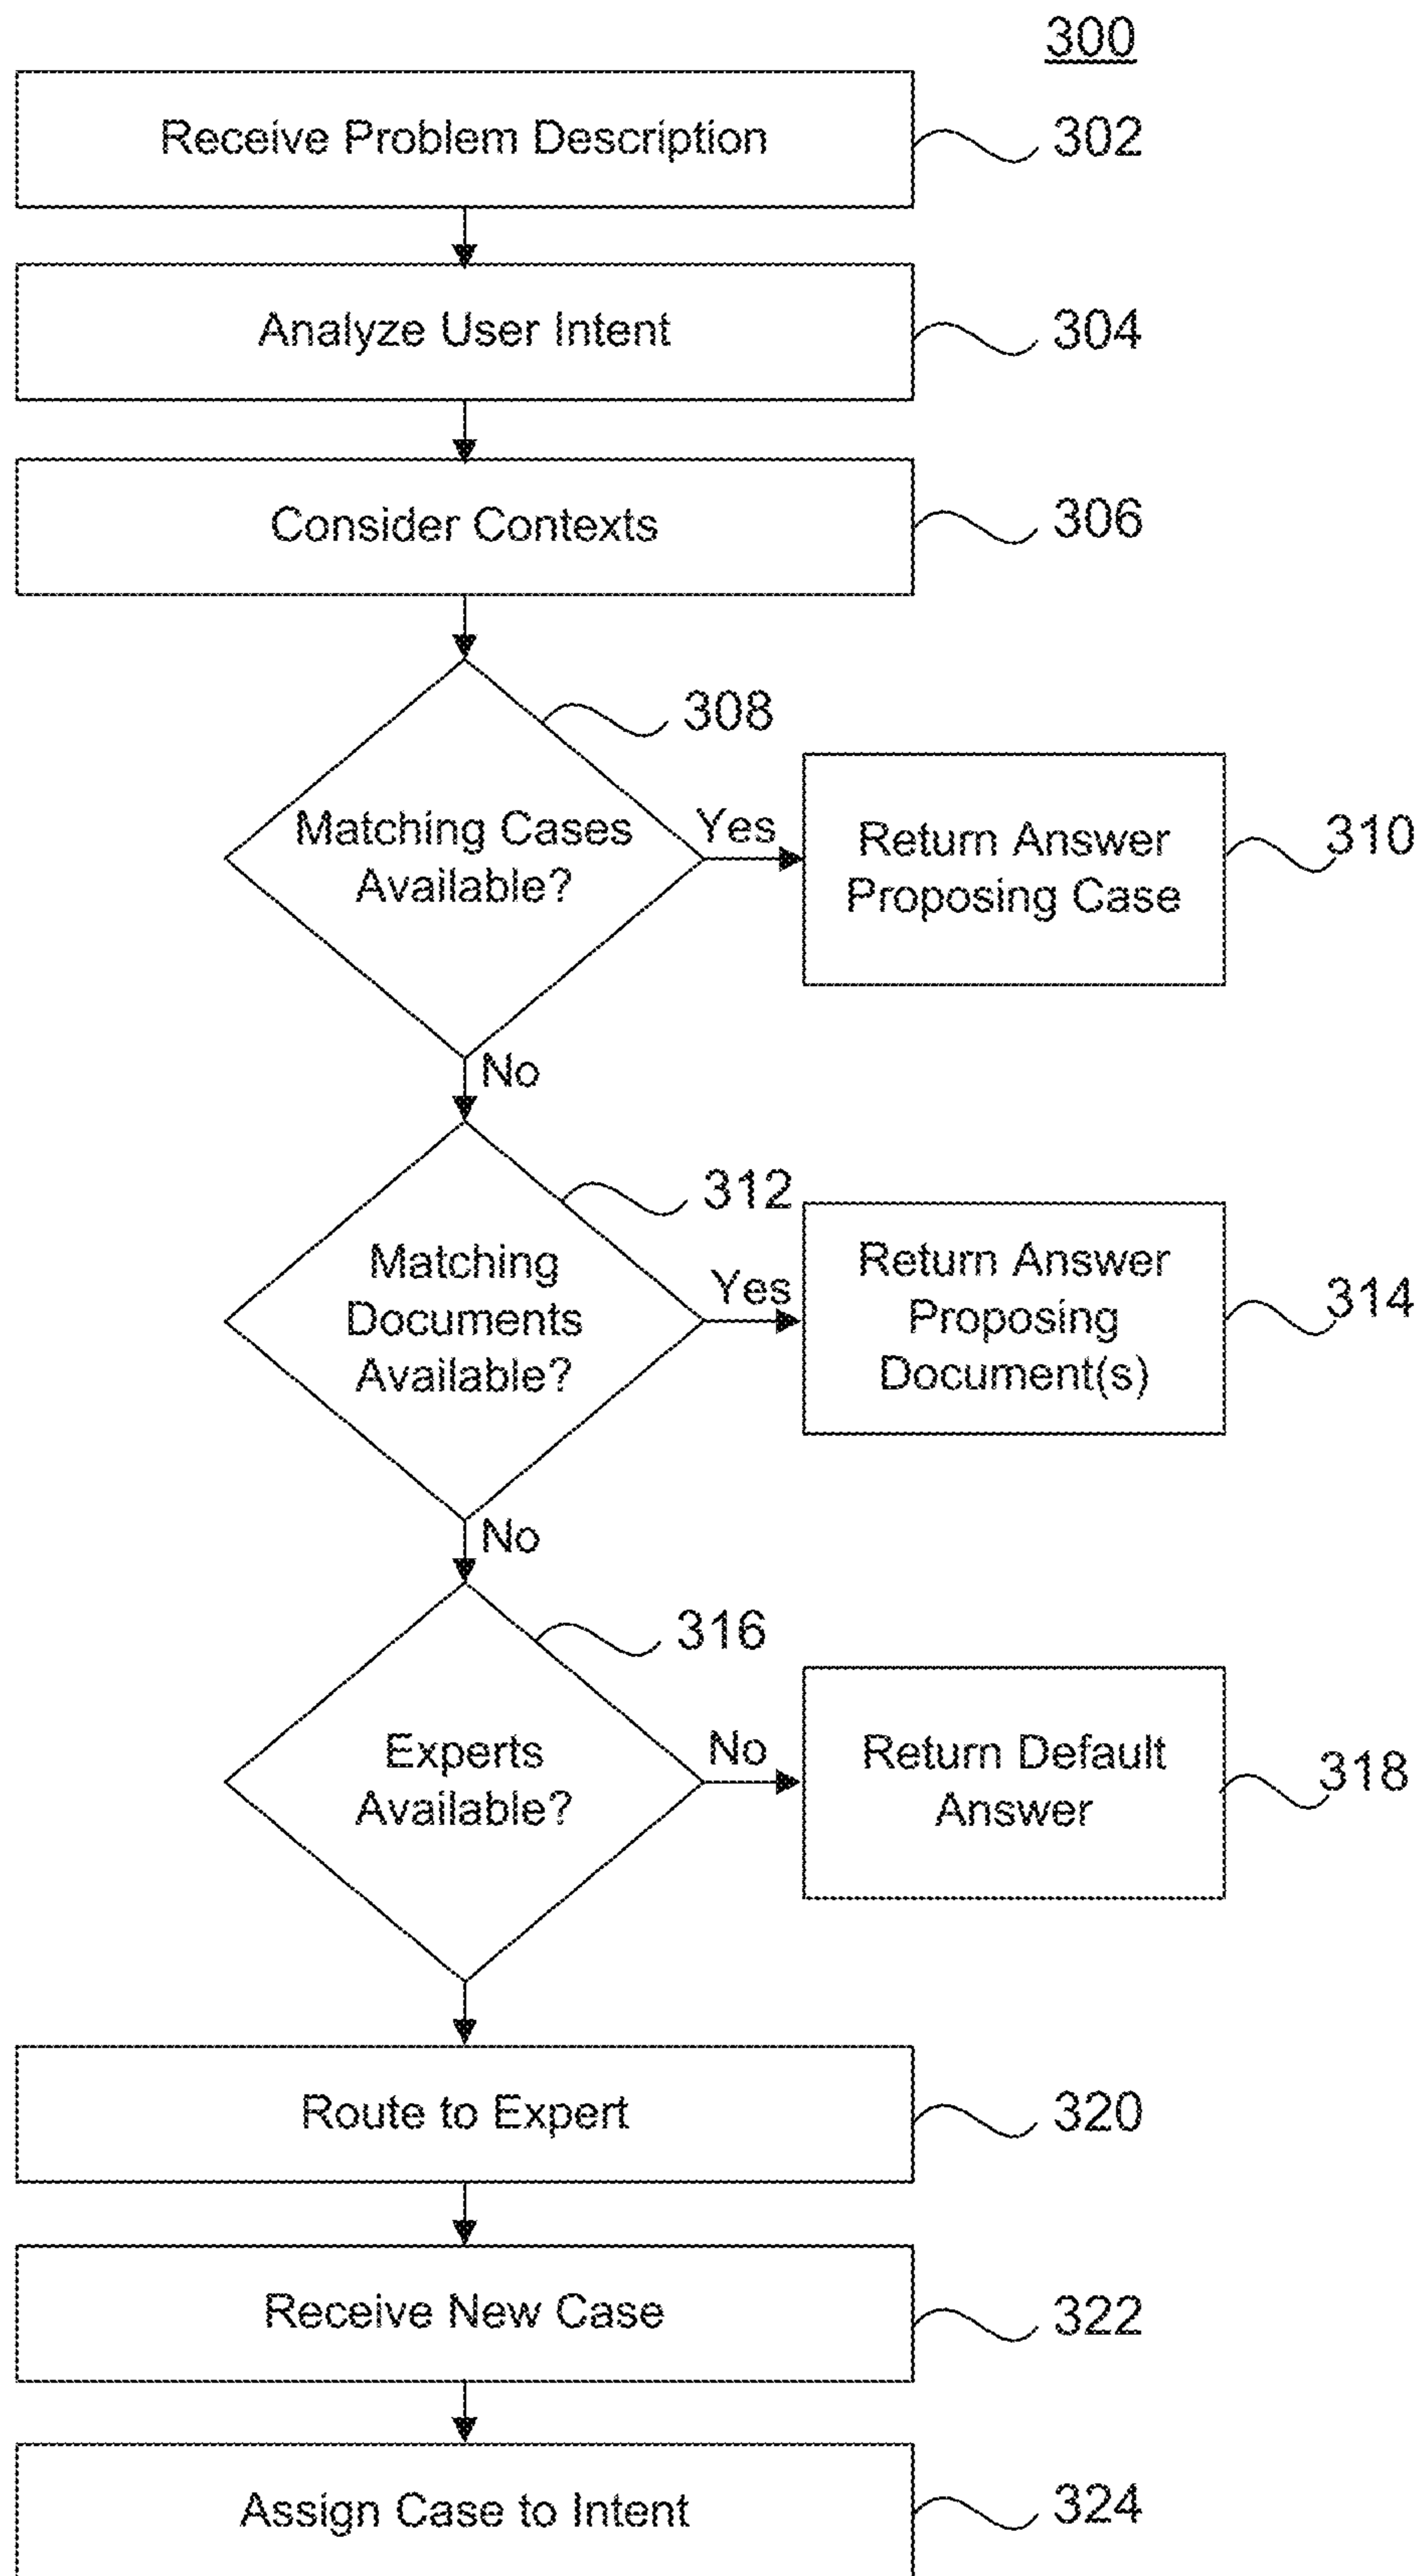 300
Receive Problem Description
302
Analyze User Intent
304
Consider Contexts
306
308
Matching Cases
Available?
Yes
Return Answer
Proposing Case
310
No
312
Matching
Documents
Available?
Yes
Return Answer
Proposing
Document(s)
314
No
316
Experts
Available?
No
Return Default
Answer
318
Route to Expert
320
Receive New Case
322
Assign Case to Intent
324